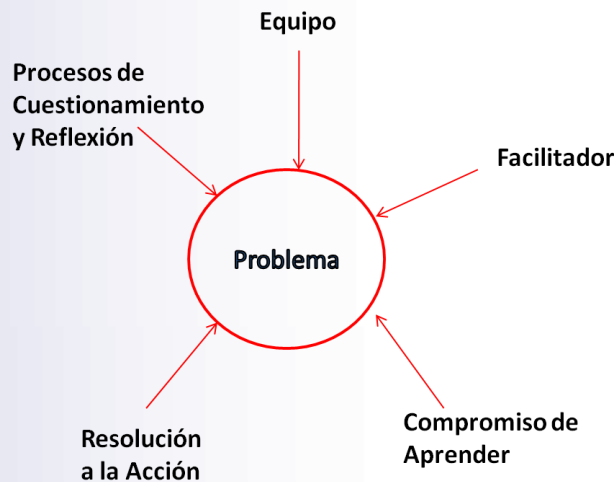 Equipo
Procesos de
Cuestionamiento
y Reflexión
Facilitador
Problema
Compromiso de
Aprender
Resolución
a la Acción